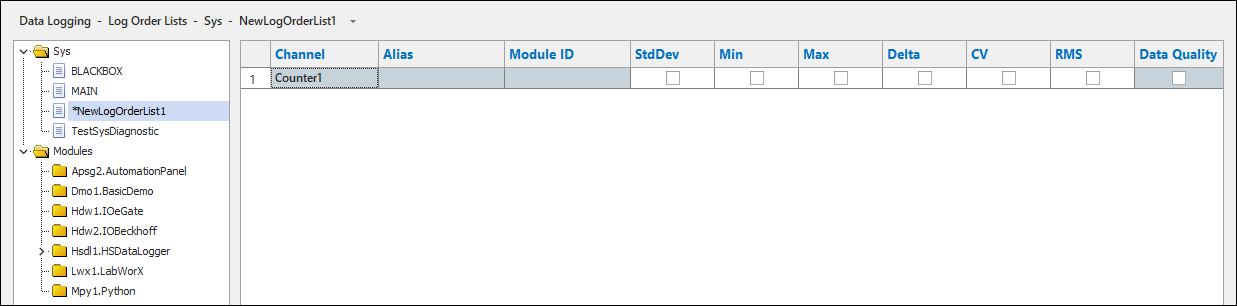 Data Logging - Log Order Lists - Sys - NewLogOrderList1
Sys
BLACKBOX
MAIN
*NewLogOrderList1
TestSysDiagnostic
Modules
Apsg2.AutomationPanel
Dmo1.BasicDemo
Hdw1.IOeGate
Hdw2.IOBeckhoff
Hsdl1.HSDataLogger
Lwx1.LabWorX
Mpy1.Python
Channel Alias Module ID StdDev Min Max Delta CV RMS Data Quality
1 Counter1